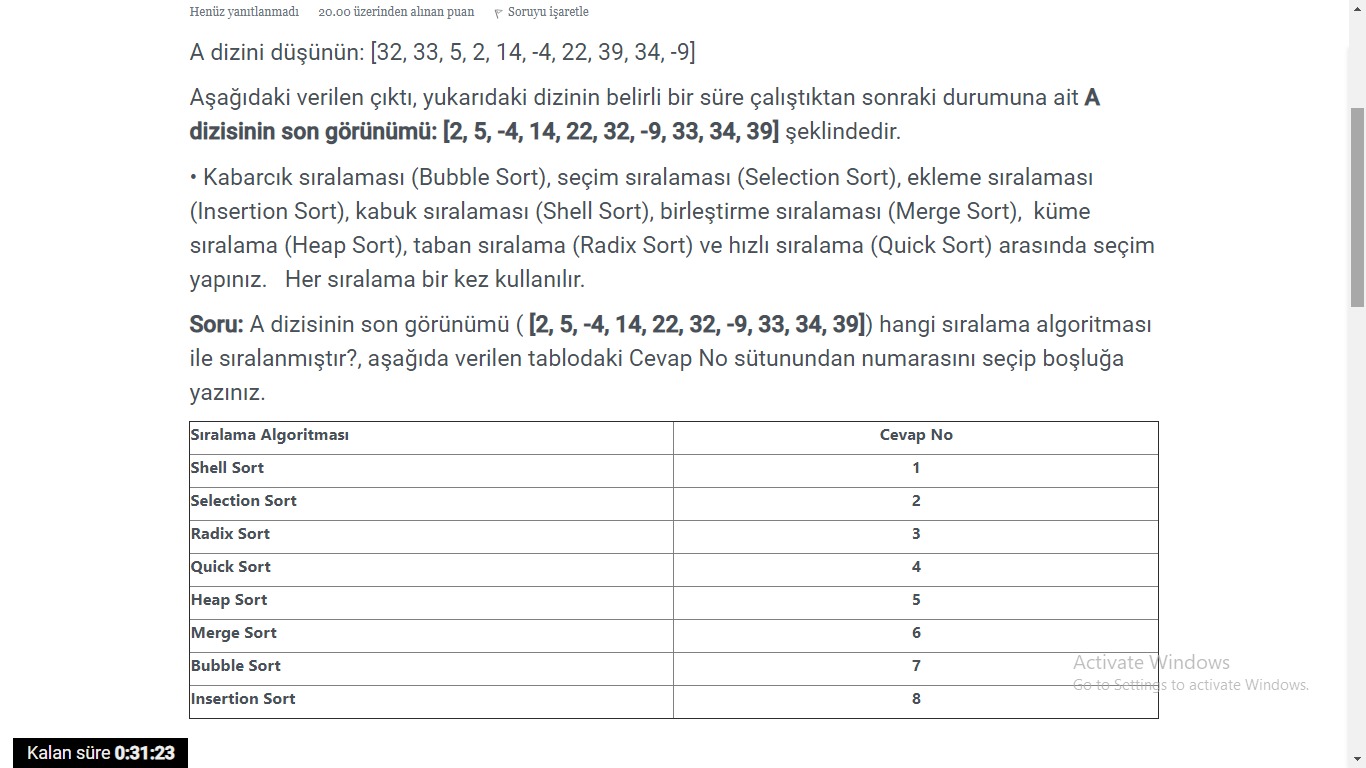 Henüz yanıtlanmadı 20.00 üzerinden alınan puan Soruyu işaretle
A dizini düşünün: [32, 33, 5, 2, 14, -4, 22, 39, 34, -9]
Aşağıdaki verilen çıktı, yukarıdaki dizinin belirli bir süre çalıştıktan sonraki durumuna ait A
dizisinin son görünümü: [2, 5, -4, 14, 22, 32, -9, 33, 34, 39] şeklindedir.
• Kabarcık sıralaması (Bubble Sort), seçim sıralaması (Selection Sort), ekleme sıralaması
(Insertion Sort), kabuk sıralaması (Shell Sort), birleştirme sıralaması (Merge Sort), küme
sıralama (Heap Sort), taban sıralama (Radix Sort) ve hızlı sıralama (Quick Sort) arasında seçim
yapınız. Her sıralama bir kez kullanılır.
Soru: A dizisinin son görünümü ( [2, 5, -4, 14, 22, 32, -9, 33, 34, 39]) hangi sıralama algoritması
ile sıralanmıştır?, aşağıda verilen tablodaki Cevap No sütunundan numarasını seçip boşluğa
yazınız.
Sıralama Algoritması Cevap No
Shell Sort 1
Selection Sort 2
Radix Sort 3
Quick Sort 4
Heap Sort 5
Merge Sort 6
Bubble Sort 7
Insertion Sort 8
Activate Windows
Go to Settings to activate Windows.
Kalan süre 0:31:23